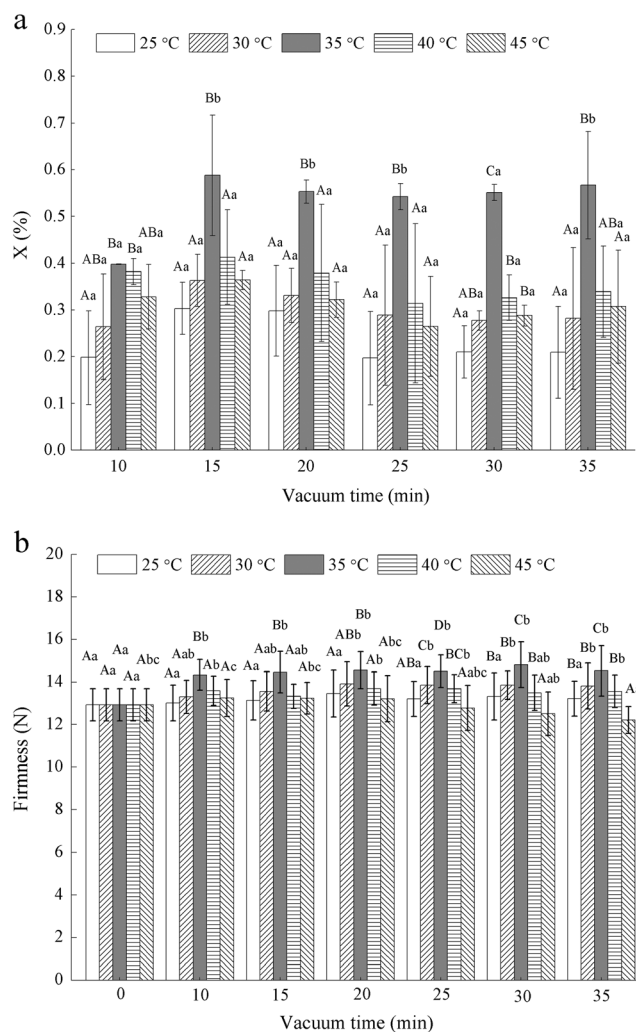 a
25 °C 30 °C 35 °C 40 °C 45 °C
0.9
0.8
0.7
0.6
0.5
0.4
0.3
0.2
0.1
0.0
X (%)
Aa ABa Ba Ba ABa
Aa Aa Bb Aa Aa
Aa Aa Bb Aa Aa
Aa Aa Bb Aa Aa
Aa ABa Ca Ba Ba
Aa Aa Bb ABa Aa
10 15 20 25 30 35
Vacuum time (min)
b
25 °C 30 °C 35 °C 40 °C 45 °C
20
18
16
14
12
10
8
6
4
2
0
Firmness (N)
Aa Aa Aa Aa Abc
Aa Aab Bb Ab Ac
Aa Aab Bb Aab Abc
Aa ABb Bb Ab Abc
ABa Cb Db BCb Aabc
Ba Bb Cb Bab Aab
Ba Bb Cb Bb A
0 10 15 20 25 30 35
Vacuum time (min)